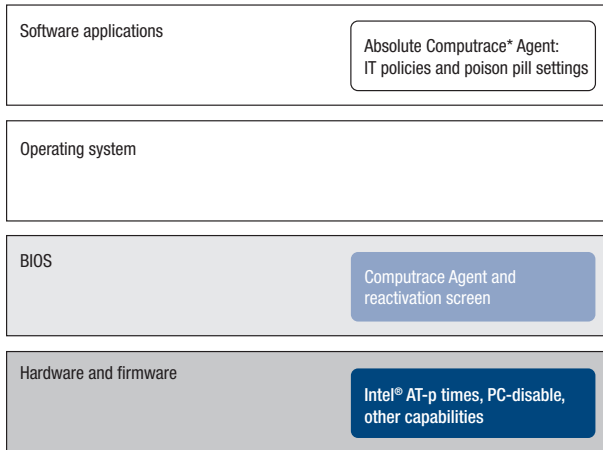 Software applications
Absolute Computrace* Agent:
IT policies and poison pill settings
Operating system
BIOS
Computrace Agent and
reactivation screen
Hardware and firmware
Intel® AT-p times, PC-disable,
other capabilities